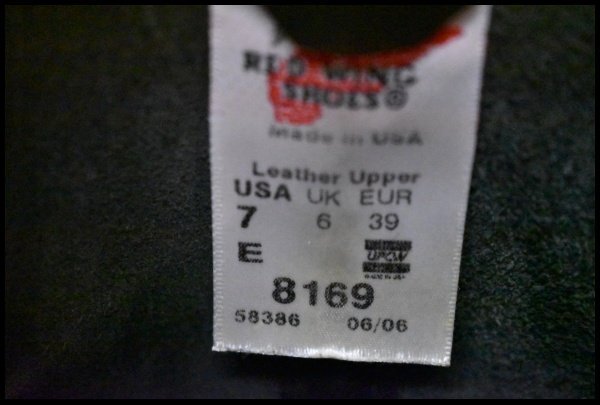 RED WING
SHOES®
Made in USA
Leather Upper
USA UK EUR
7 6 39
E
8169
58386 06/06